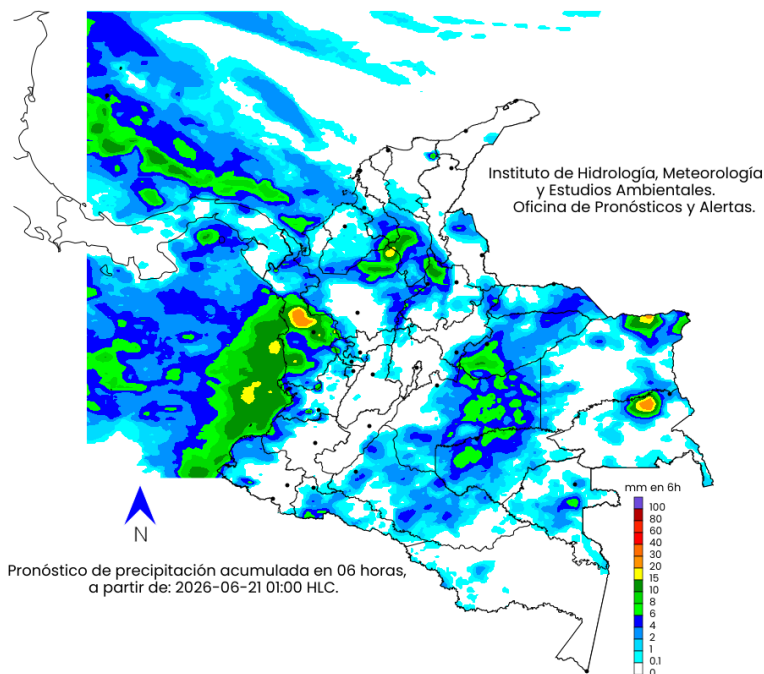 Instituto de Hidrología, Meteorología
y Estudios Ambientales.
Oficina de Pronósticos y Alertas.
N
Pronóstico de precipitación acumulada en 06 horas,
a partir de: 2026-06-21 01:00 HLC.
mm en 6h
100
80
60
40
30
20
15
10
8
6
4
2
1
0.1
0